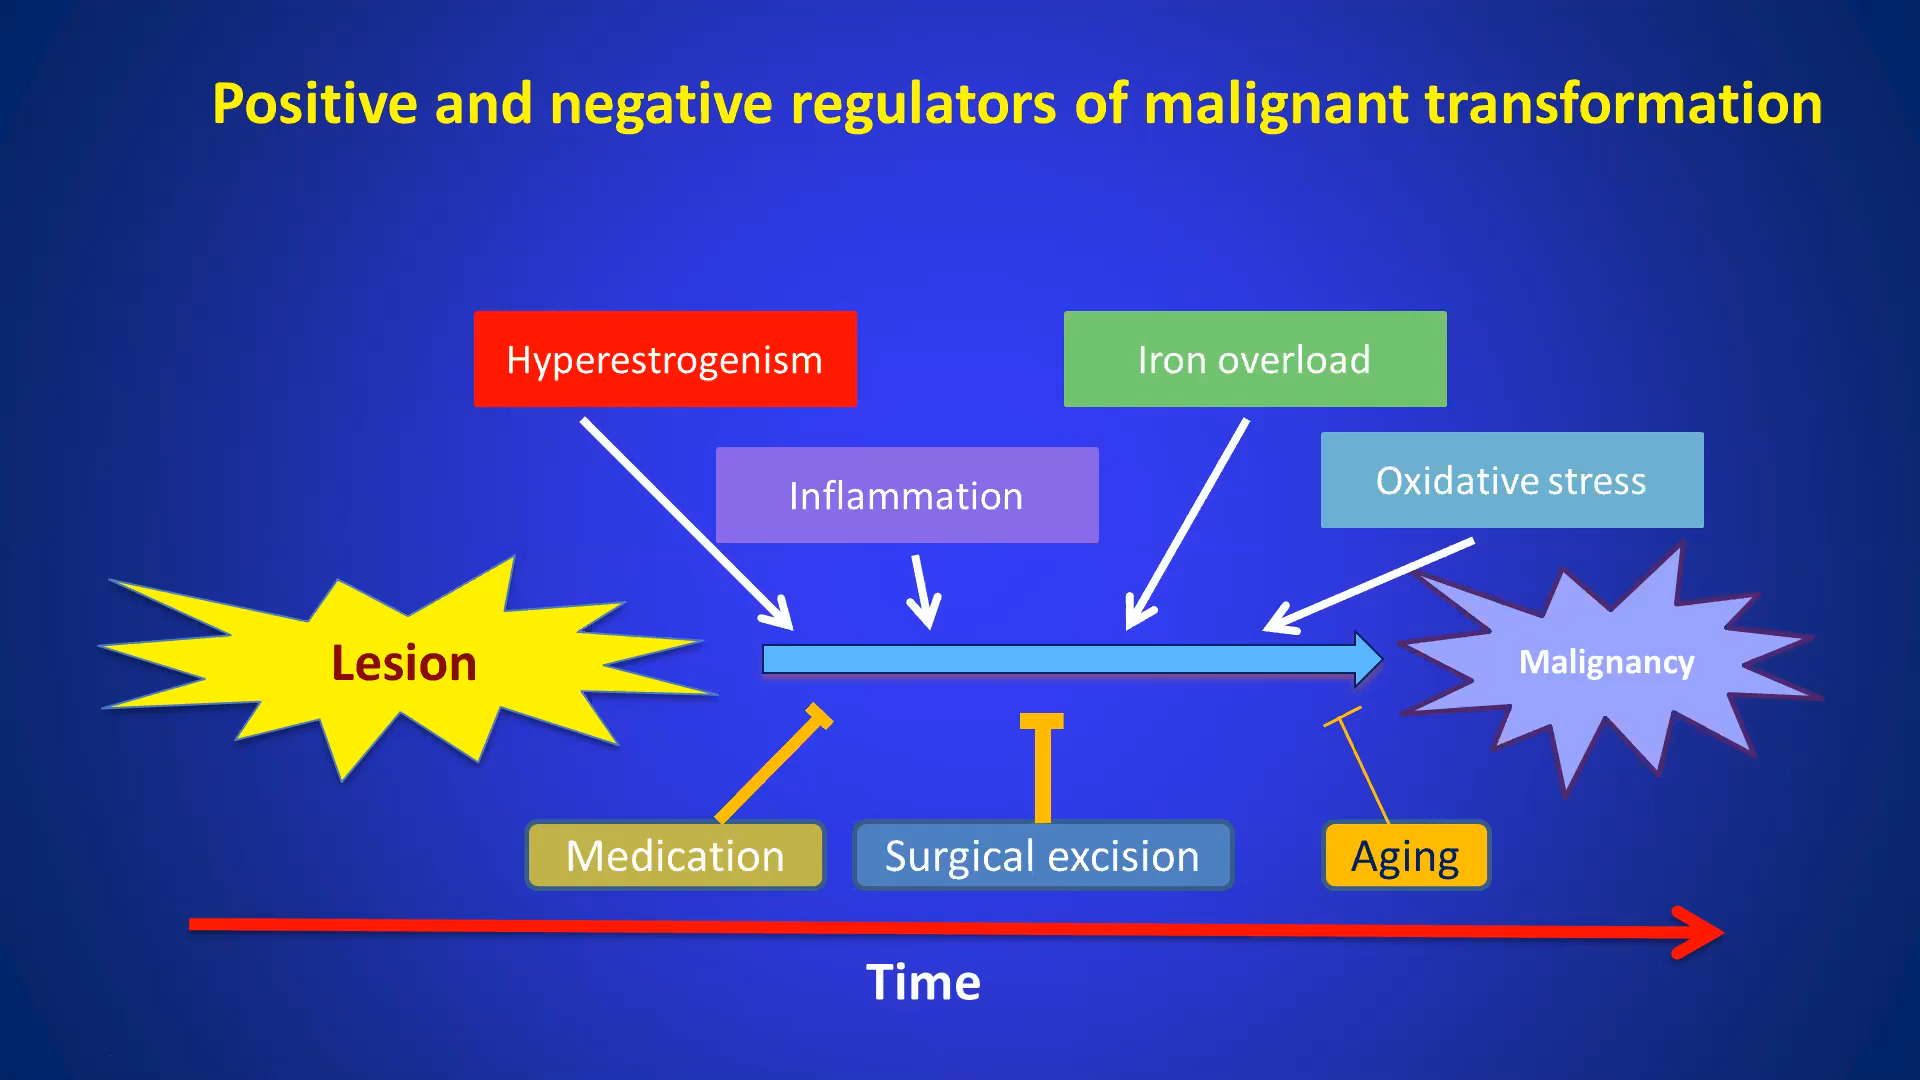 Positive and negative regulators of malignant transformation
Hyperestrogenism
Iron overload
Inflammation
Oxidative stress
Lesion
Malignancy
Medication
Surgical excision
Aging
Time